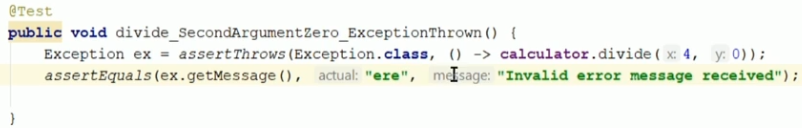 @Test
public void divide_SecondArgumentZero_ExceptionThrown() {
Exception ex = assertThrows(Exception.class, () -> calculator.divide( x: 4, y: 0));
assertEquals(ex.getMessage(), actual: "ere", message: "Invalid error message received");
}